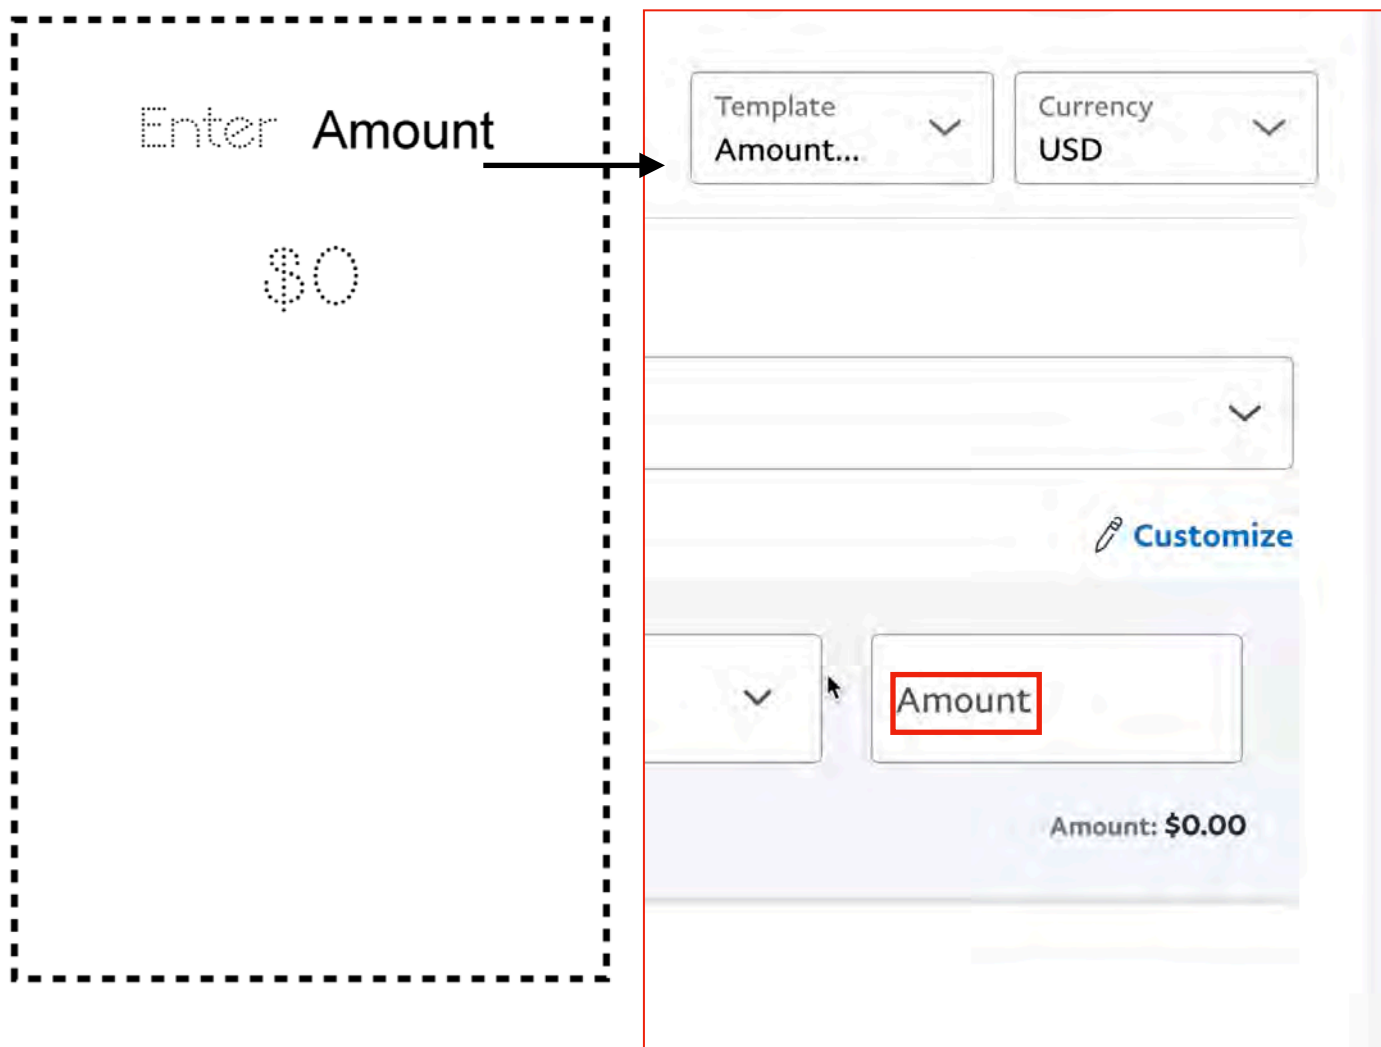 Enter Amount
$0
Template
Amount...
Currency
USD
Customize
Amount
Amount: $0.00